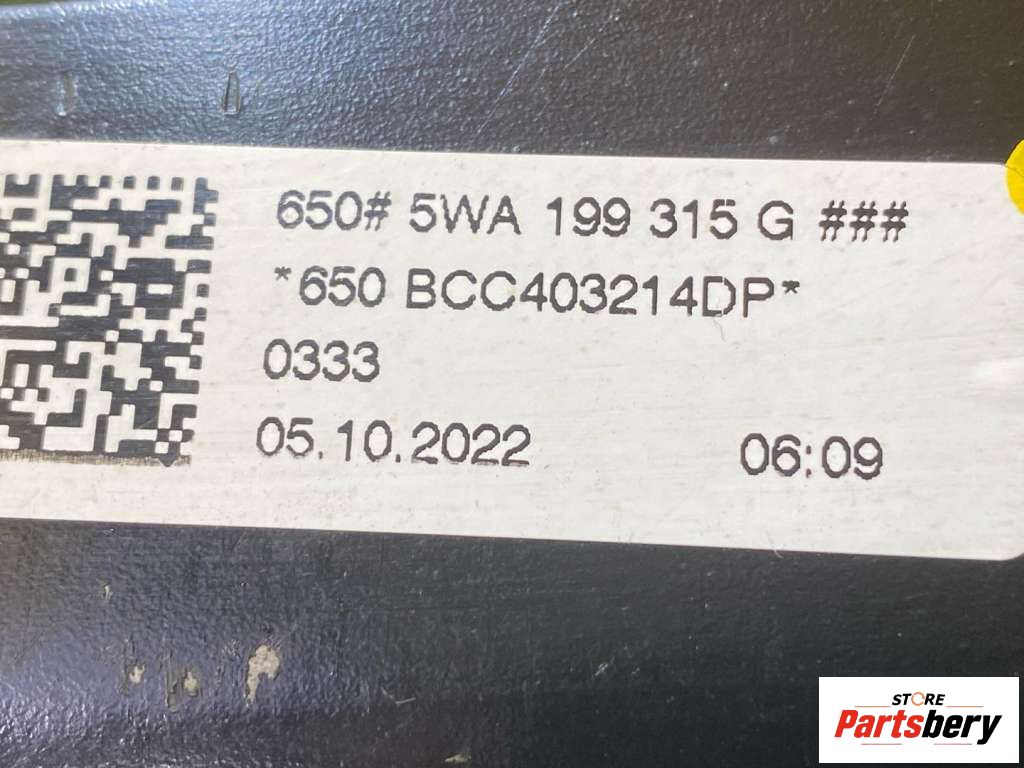 650# 5WA 199 315 G ###
*650 BCC403214DP*
0333
05.10.2022 06:09
STORE
Partsbery